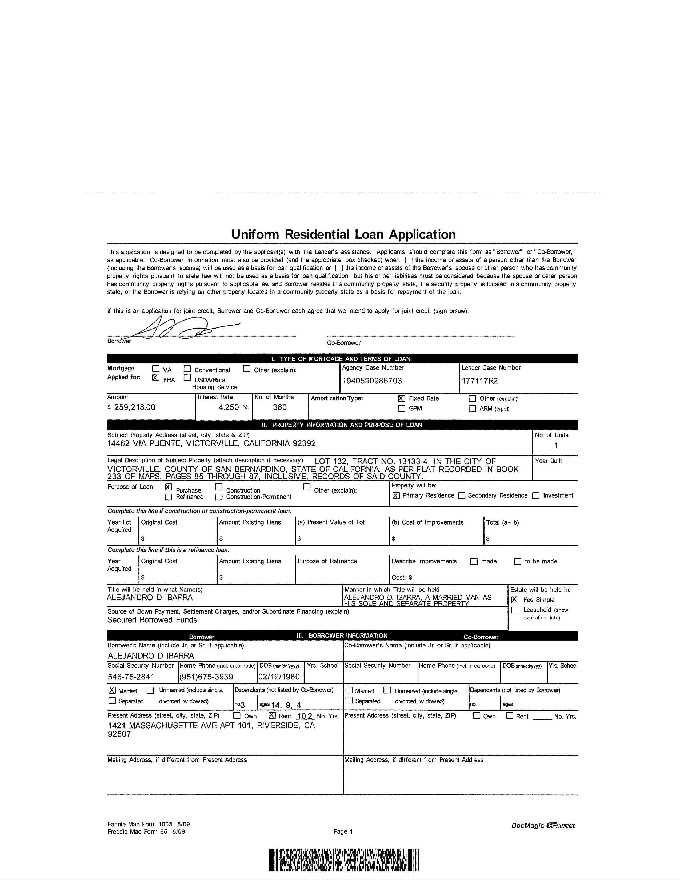 Uniform Residential Loan Application
This application is designed to be completed by the applicant(s) with the Lender's assistance. Applicants should complete this form as "Borrower" or "Co-Borrower,"
as applicable. Co-Borrower information must also be provided (and the appropriate box checked) when [ ] the income or assets of a person other than the Borrower
(including the Borrower's spouse) will be used as a basis for loan qualification or [ ] the income or assets of the Borrower's spouse or other person who has community
property rights pursuant to state law will not be used as a basis for loan qualification, but his or her liabilities must be considered because the spouse or other person
has community property rights pursuant to applicable law and Borrower resides in a community property state, the security property is located in a community property
state, or the Borrower is relying on other property located in a community property state as a basis for repayment of the loan.
If this is an application for joint credit, Borrower and Co-Borrower each agree that we intend to apply for joint credit (sign below):
Borrower Co-Borrower
I. TYPE OF MORTGAGE AND TERMS OF LOAN
Mortgage Applied for: VA Conventional Other (explain): X FHA USDA/Rural Housing Service
Agency Case Number
Lender Case Number
177117R2
Amount $ 259,218.00 Interest Rate 4.250 % No. of Months 360 Amortization Type: X Fixed Rate Other (explain): GPM ARM (type):
II. PROPERTY INFORMATION AND PURPOSE OF LOAN
Subject Property Address (street, city, state & ZIP) No. of Units
14462 VIA FUENTE, VICTORVILLE, CALIFORNIA 92392 1
Legal Description of Subject Property (attach description if necessary) LOT 132, TRACT NO. 13133-4, IN THE CITY OF Year Built
VICTORVILLE, COUNTY OF SAN BERNARDINO, STATE OF CALIFORNIA, AS PER PLAT RECORDED IN BOOK
233 OF MAPS, PAGES 85 THROUGH 87, INCLUSIVE, RECORDS OF SAID COUNTY.
Purpose of Loan X Purchase Construction Other (explain): Property will be:
Refinance Construction-Permanent X Primary Residence Secondary Residence Investment
Complete this line if construction or construction-permanent loan.
Year Lot Acquired Original Cost Amount Existing Liens (a) Present Value of Lot (b) Cost of Improvements Total (a + b)
$ $ $ $ $
Complete this line if this is a refinance loan.
Year Acquired Original Cost Amount Existing Liens Purpose of Refinance Describe Improvements made to be made
$ $ Cost: $
Title will be held in what Name(s) Manner in which Title will be held Estate will be held in:
ALEJANDRO D IBARRA ALEJANDRO D. IBARRA, A MARRIED MAN AS X Fee Simple
HIS SOLE AND SEPARATE PROPERTY
Source of Down Payment, Settlement Charges, and/or Subordinate Financing (explain) Leasehold (show expiration date)
Secured Borrowed Funds
Borrower III. BORROWER INFORMATION Co-Borrower
Borrower's Name (include Jr. or Sr. if applicable) Co-Borrower's Name (include Jr. or Sr. if applicable)
ALEJANDRO D IBARRA
Social Security Number Home Phone (incl. area code) DOB (mm/dd/yyyy) Yrs. School Social Security Number Home Phone (incl. area code) DOB (mm/dd/yyyy) Yrs. School
546-75-2841 (951)675-3939 02/19/1980
X Married Unmarried (include single, Dependents (not listed by Co-Borrower) Married Unmarried (include single, Dependents (not listed by Borrower)
Separated divorced, widowed) no. 3 ages 14, 9, 4 Separated divorced, widowed) no. ages
Present Address (street, city, state, ZIP) Own X Rent 10.2 No. Yrs. Present Address (street, city, state, ZIP) Own Rent No. Yrs.
1421 MASSACHUSETTE AVE APT 101, RIVERSIDE, CA
92507
Mailing Address, if different from Present Address Mailing Address, if different from Present Address
Fannie Mae Form 1003 6/09
Freddie Mac Form 65 6/09 Page 1 DocMagic